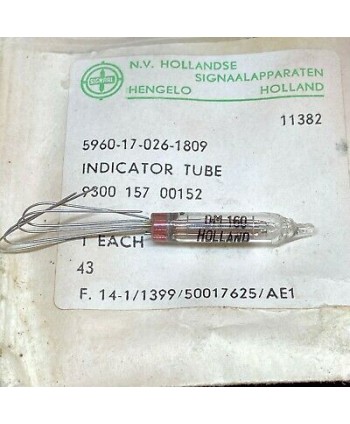 N.V. HOLLANDSE
SIGNAALAPPARATEN
HENGELO HOLLAND
11382
5960-17-026-1809
INDICATOR TUBE
9300 157 00152
DM 160
HOLLAND
1 EACH
43
F. 14-1/1399/50017625/AE1